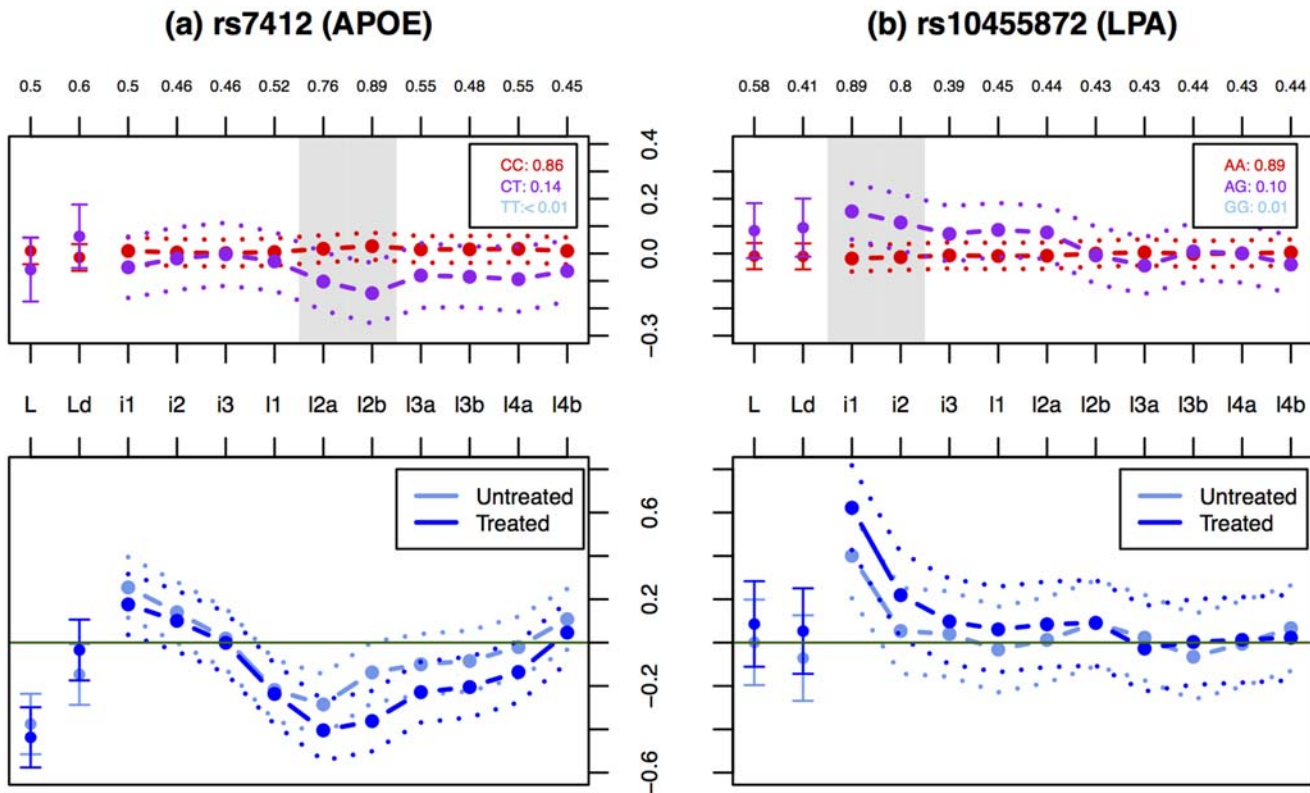 (a) rs7412 (APOE)
(b) rs10455872 (LPA)
0.5 0.6 0.5 0.46 0.46 0.52 0.76 0.89 0.55 0.48 0.55 0.45
0.58 0.41 0.89 0.8 0.39 0.45 0.44 0.43 0.43 0.44 0.43 0.44
CC: 0.86
CT: 0.14
TT:< 0.01
0.4
0.2
0.0
−0.3
AA: 0.89
AG: 0.10
GG: 0.01
L Ld i1 i2 i3 l1 l2a l2b l3a l3b l4a l4b
L Ld i1 i2 i3 l1 l2a l2b l3a l3b l4a l4b
Untreated
Treated
0.6
0.2
−0.2
−0.6
Untreated
Treated